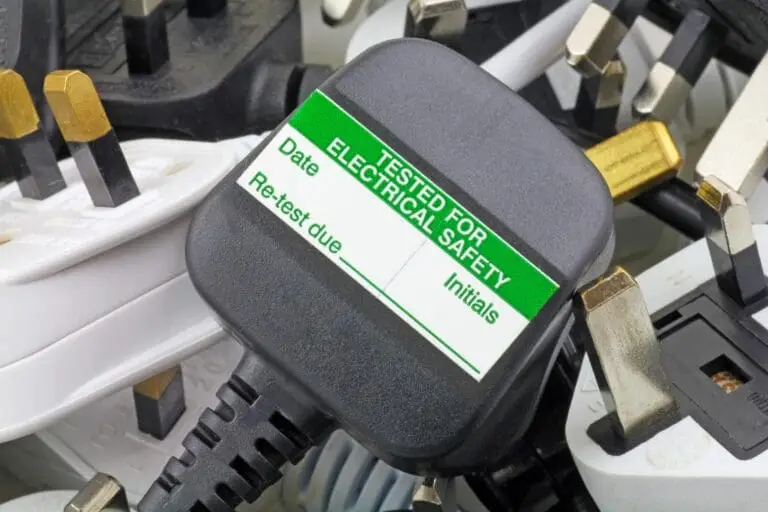 TESTED FOR
ELECTRICAL SAFETY
Date
Initials
Re-test due